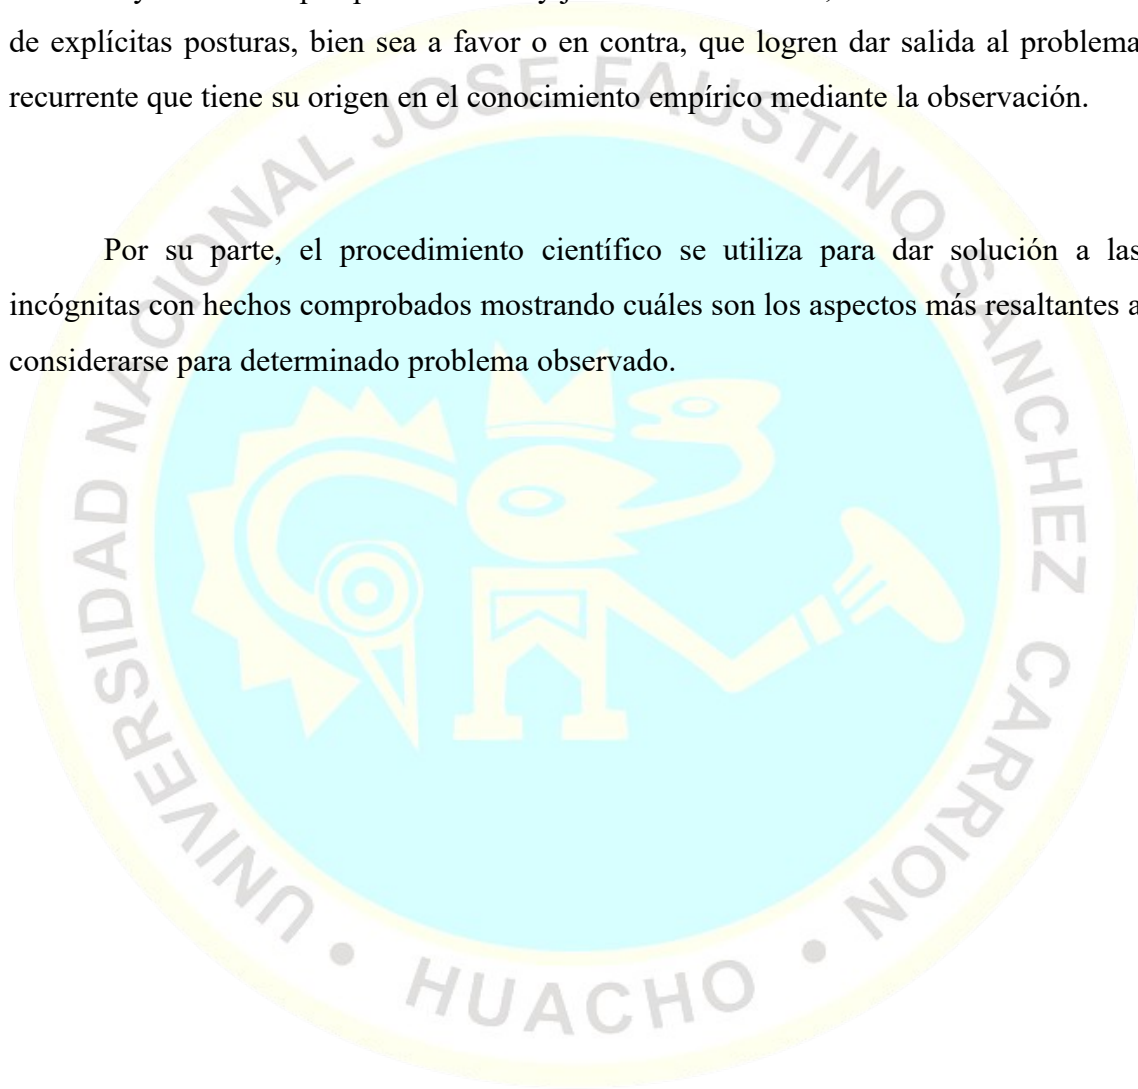 de explícitas posturas, bien sea a favor o en contra, que logren dar salida al problema
recurrente que tiene su origen en el conocimiento empírico mediante la observación.
Por su parte, el procedimiento científico se utiliza para dar solución a las
incógnitas con hechos comprobados mostrando cuáles son los aspectos más resaltantes a
considerarse para determinado problema observado.
UNIVERSIDAD NACIONAL JOSE FAUSTINO SANCHEZ CARRION
• HUACHO •